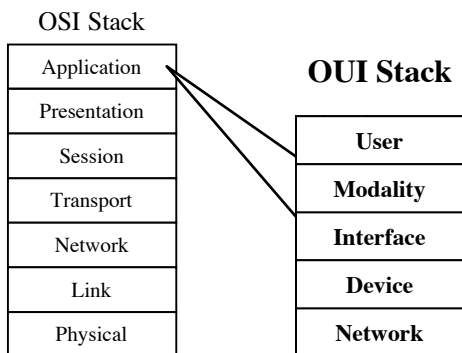 OSI Stack
Application
Presentation
Session
Transport
Network
Link
Physical
OUI Stack
User
Modality
Interface
Device
Network